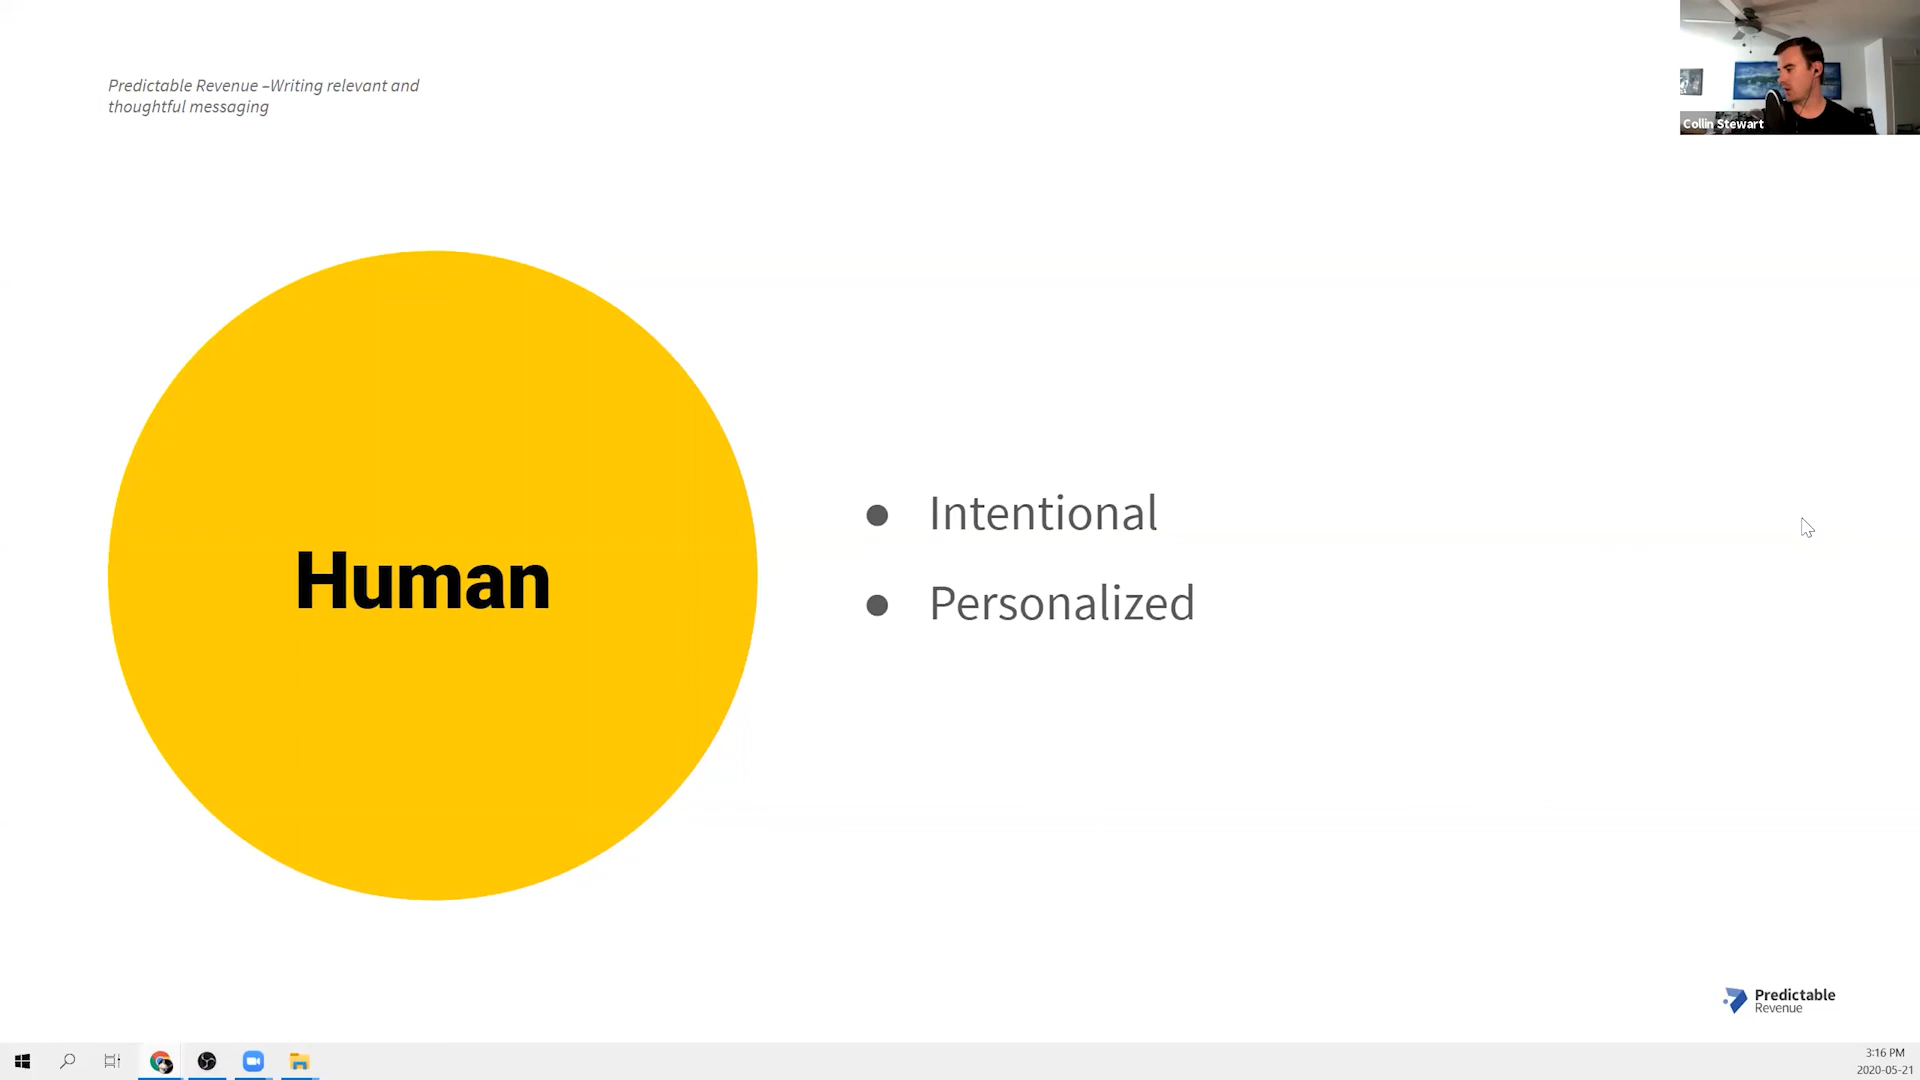 Predictable Revenue –Writing relevant and
thoughtful messaging
Collin Stewart
Human
● Intentional
● Personalized
Predictable
Revenue
3:16 PM
2020-05-21